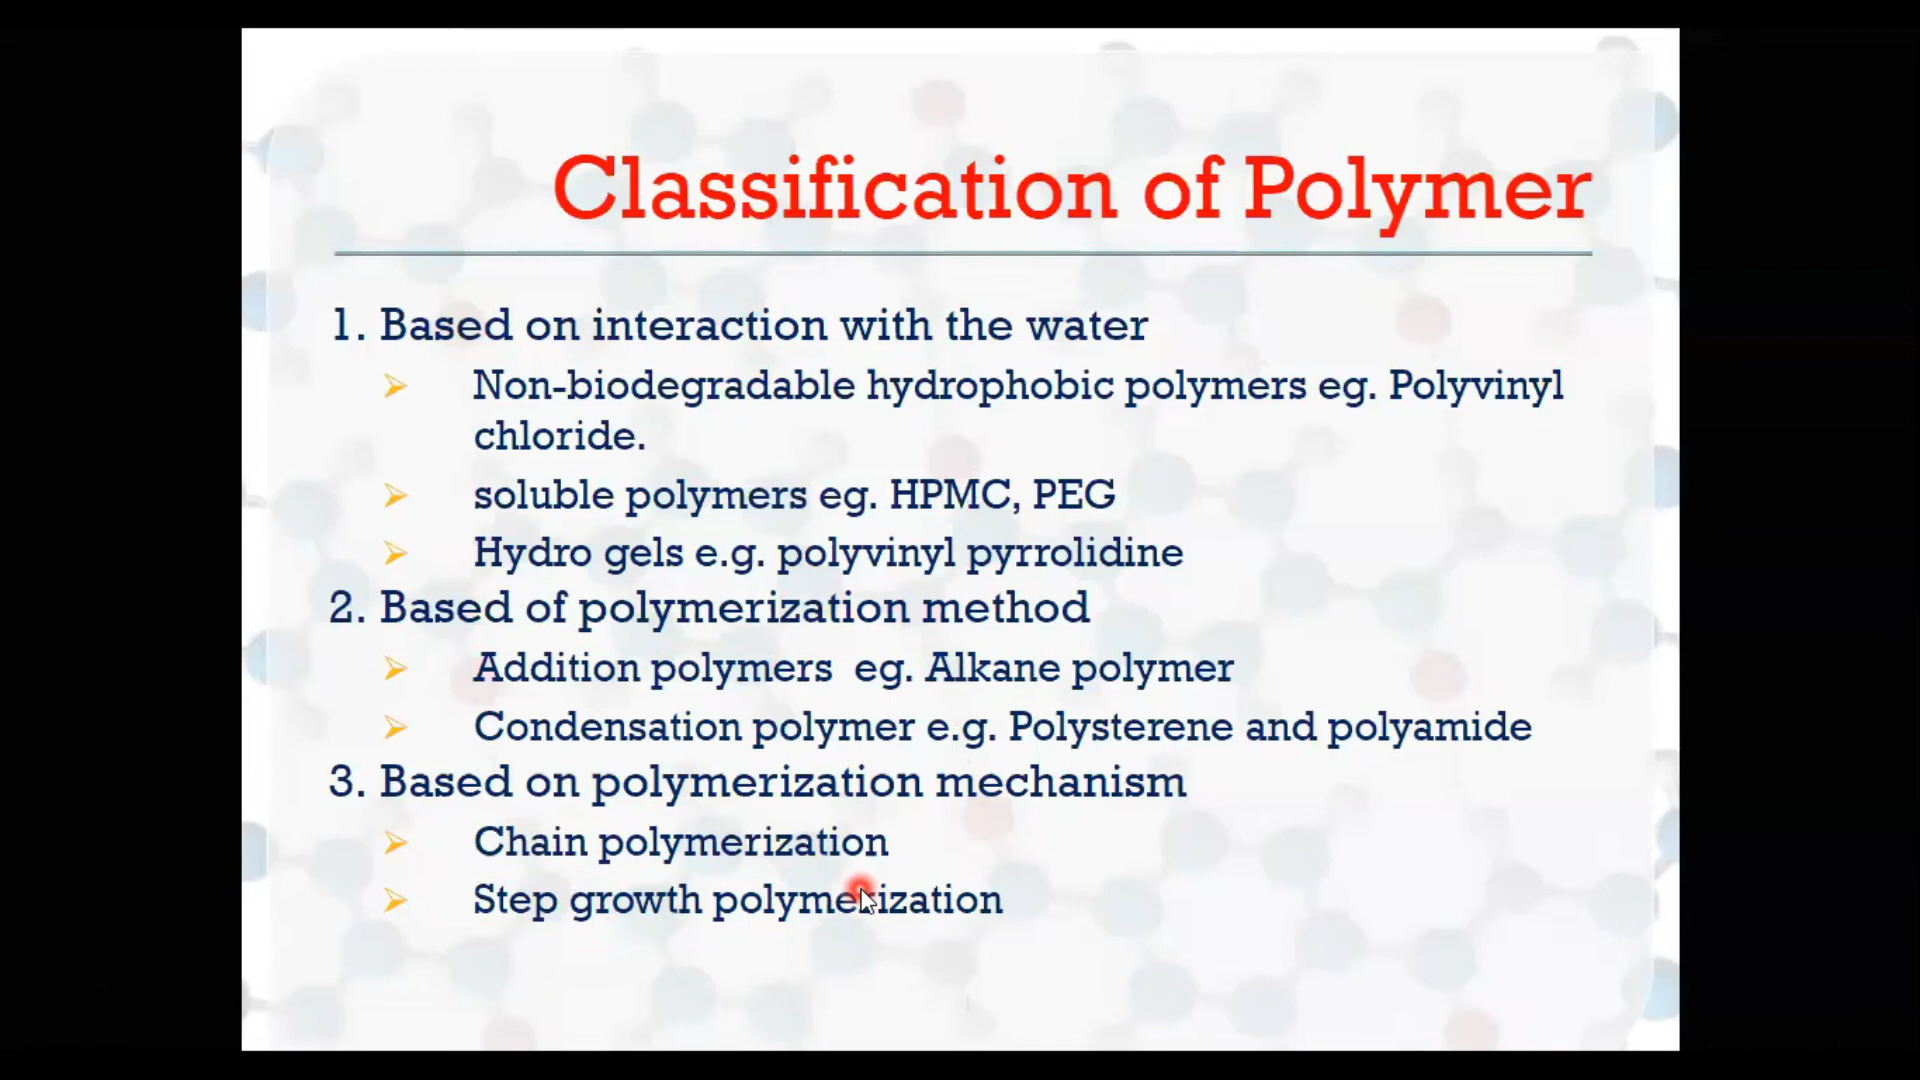 Classification of Polymer
1. Based on interaction with the water
Non-biodegradable hydrophobic polymers eg. Polyvinyl
chloride.
soluble polymers eg. HPMC, PEG
Hydro gels e.g. polyvinyl pyrrolidine
2. Based of polymerization method
Addition polymers eg. Alkane polymer
Condensation polymer e.g. Polysterene and polyamide
3. Based on polymerization mechanism
Chain polymerization
Step growth polymerization